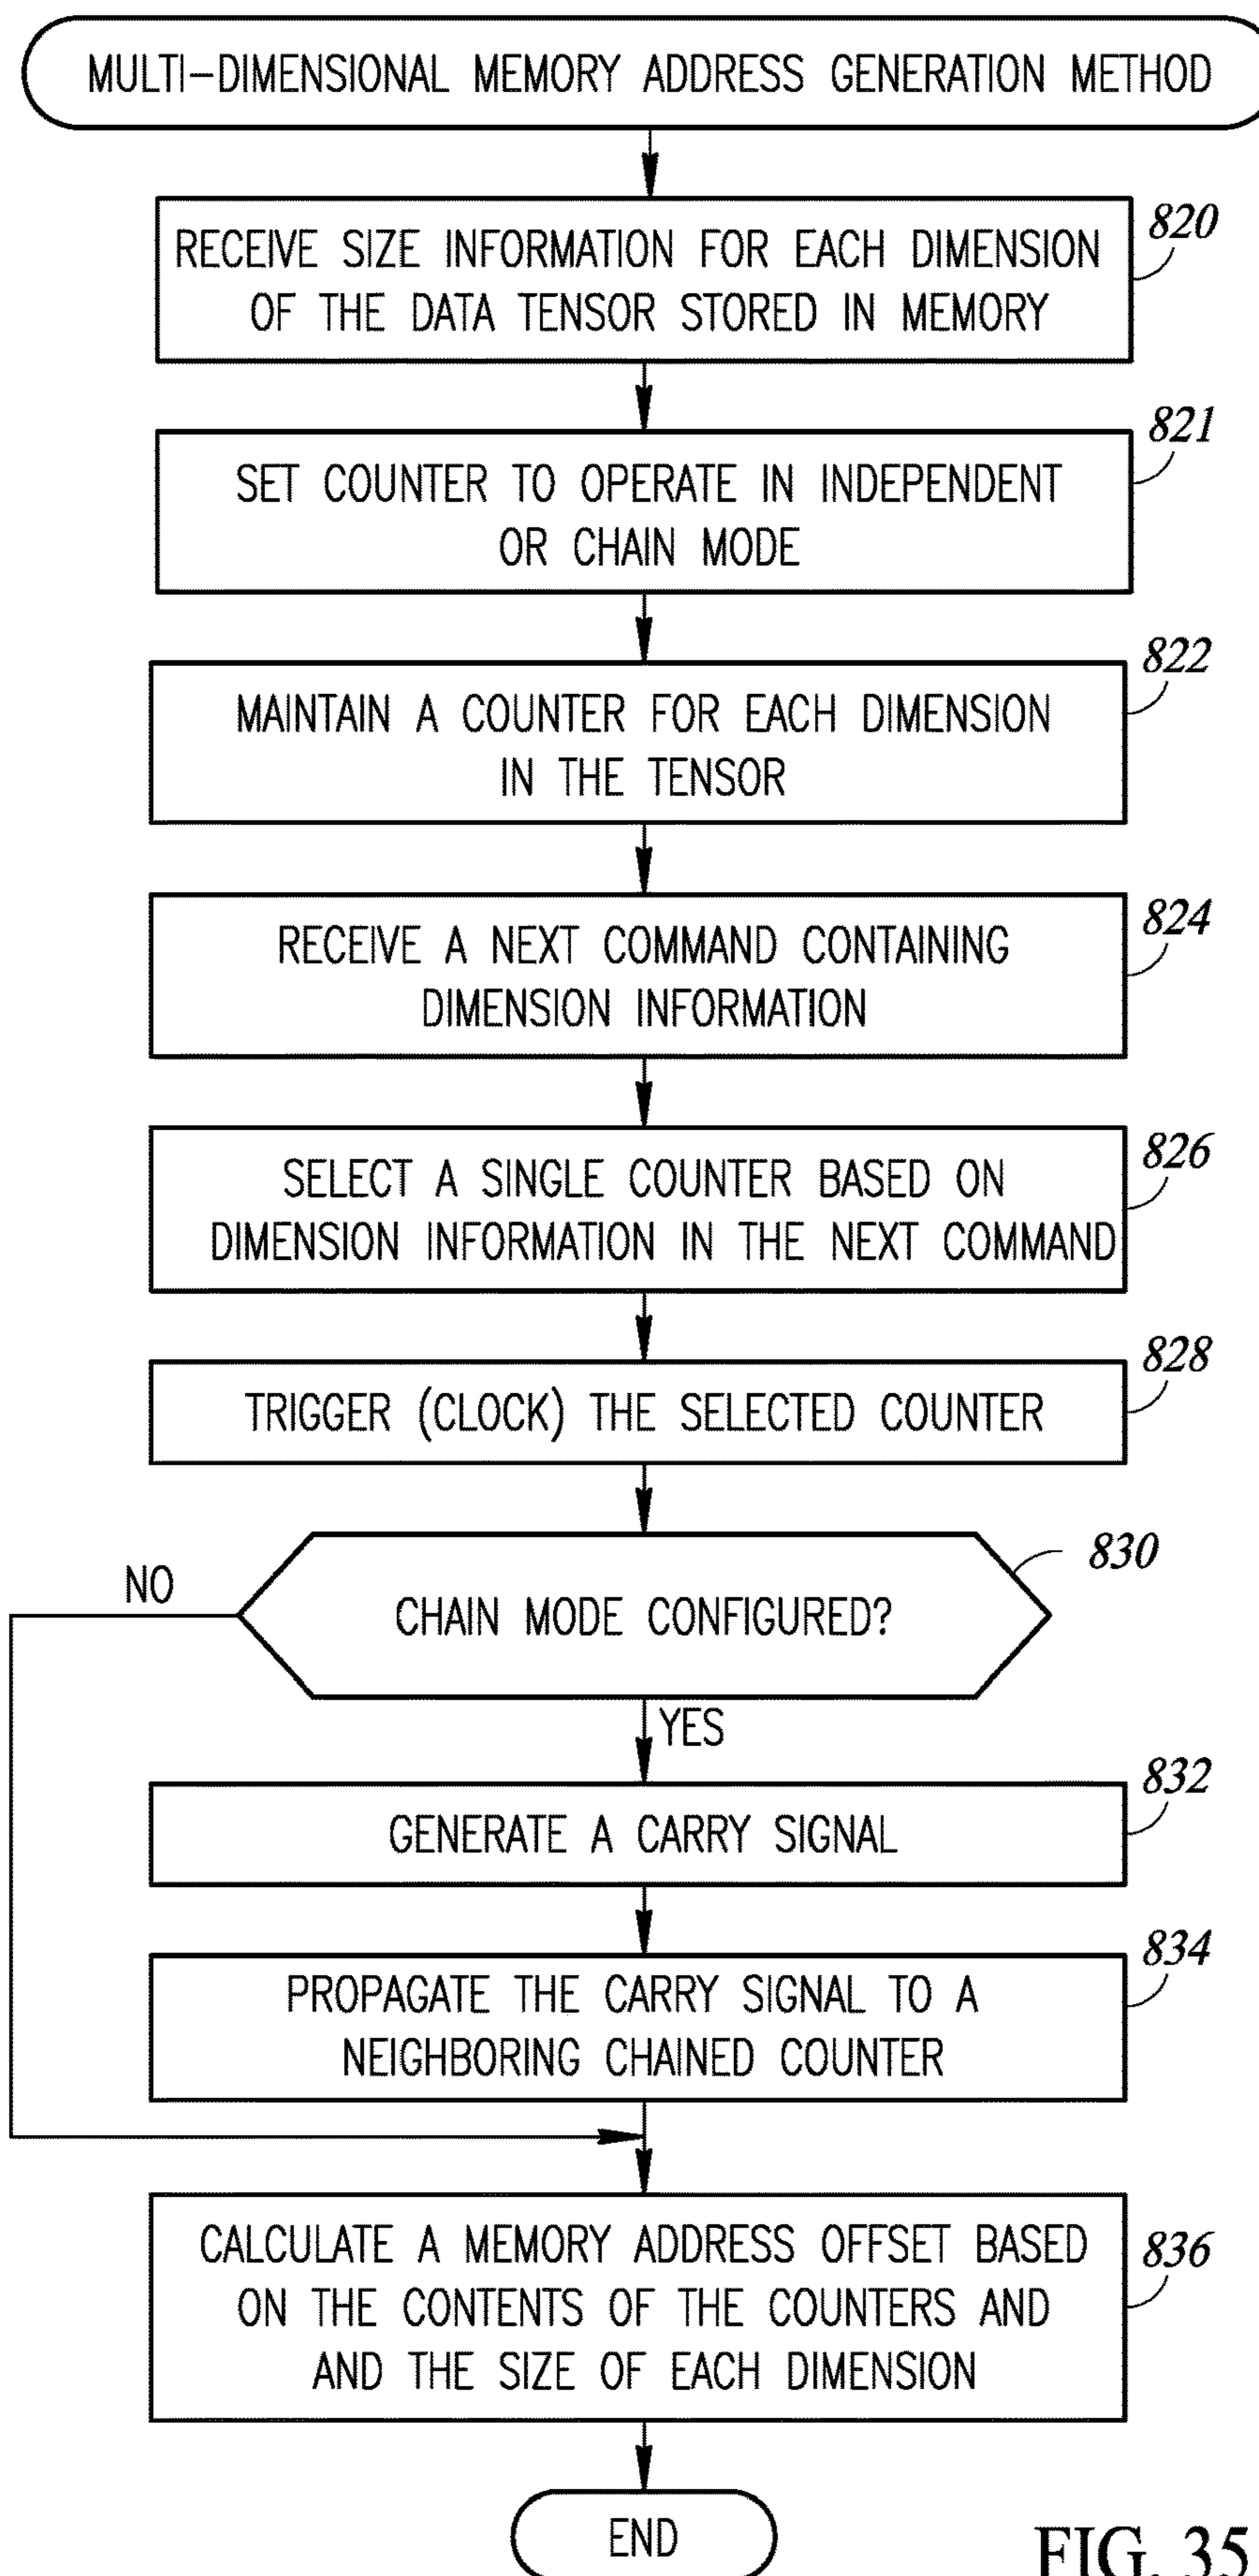 MULTI-DIMENSIONAL MEMORY ADDRESS GENERATION METHOD
820
RECEIVE SIZE INFORMATION FOR EACH DIMENSION
OF THE DATA TENSOR STORED IN MEMORY
821
SET COUNTER TO OPERATE IN INDEPENDENT
OR CHAIN MODE
822
MAINTAIN A COUNTER FOR EACH DIMENSION
IN THE TENSOR
824
RECEIVE A NEXT COMMAND CONTAINING
DIMENSION INFORMATION
826
SELECT A SINGLE COUNTER BASED ON
DIMENSION INFORMATION IN THE NEXT COMMAND
828
TRIGGER (CLOCK) THE SELECTED COUNTER
830
NO
CHAIN MODE CONFIGURED?
YES
832
GENERATE A CARRY SIGNAL
834
PROPAGATE THE CARRY SIGNAL TO A
NEIGHBORING CHAINED COUNTER
836
CALCULATE A MEMORY ADDRESS OFFSET BASED
ON THE CONTENTS OF THE COUNTERS AND
AND THE SIZE OF EACH DIMENSION
END
FIG. 35